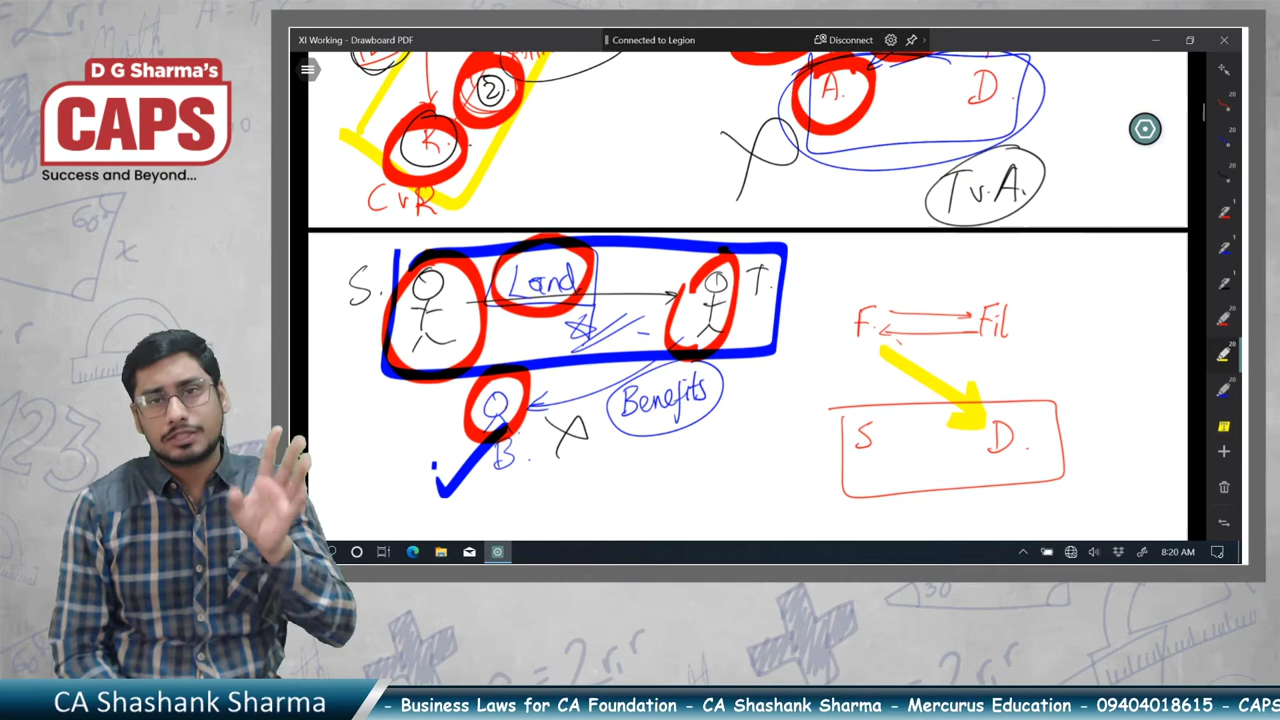 D G Sharma's
CAPS
Success and Beyond...
XI Working - Drawboard PDF
Connected to Legion
Disconnect
2.
K.
CvR
A.
D.
Tv.A.
S.
Land
T.
Benefits
B.
F.
Fil
S
D.
8:20 AM
CA Shashank Sharma
- Business Laws for CA Foundation - CA Shashank Sharma - Mercurus Education - 09404018615 - CAPS